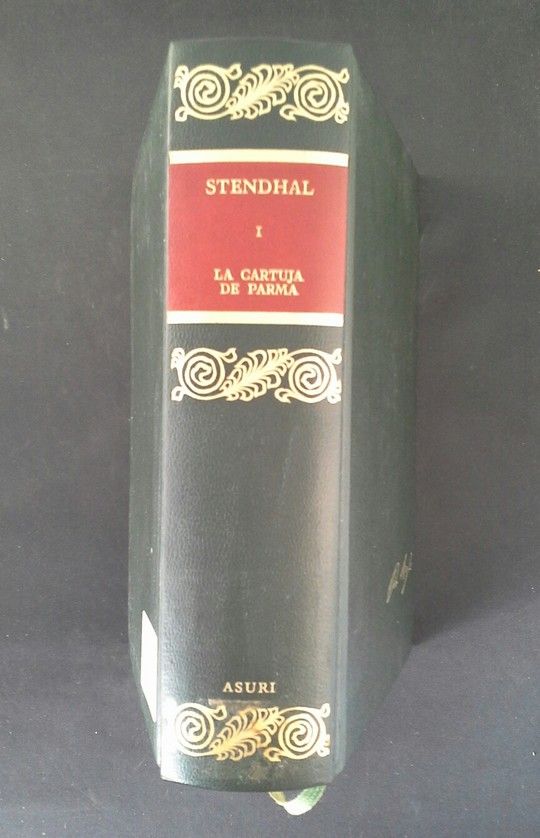 STENDHAL
I
LA CARTUJA
DE PARMA
ASURI